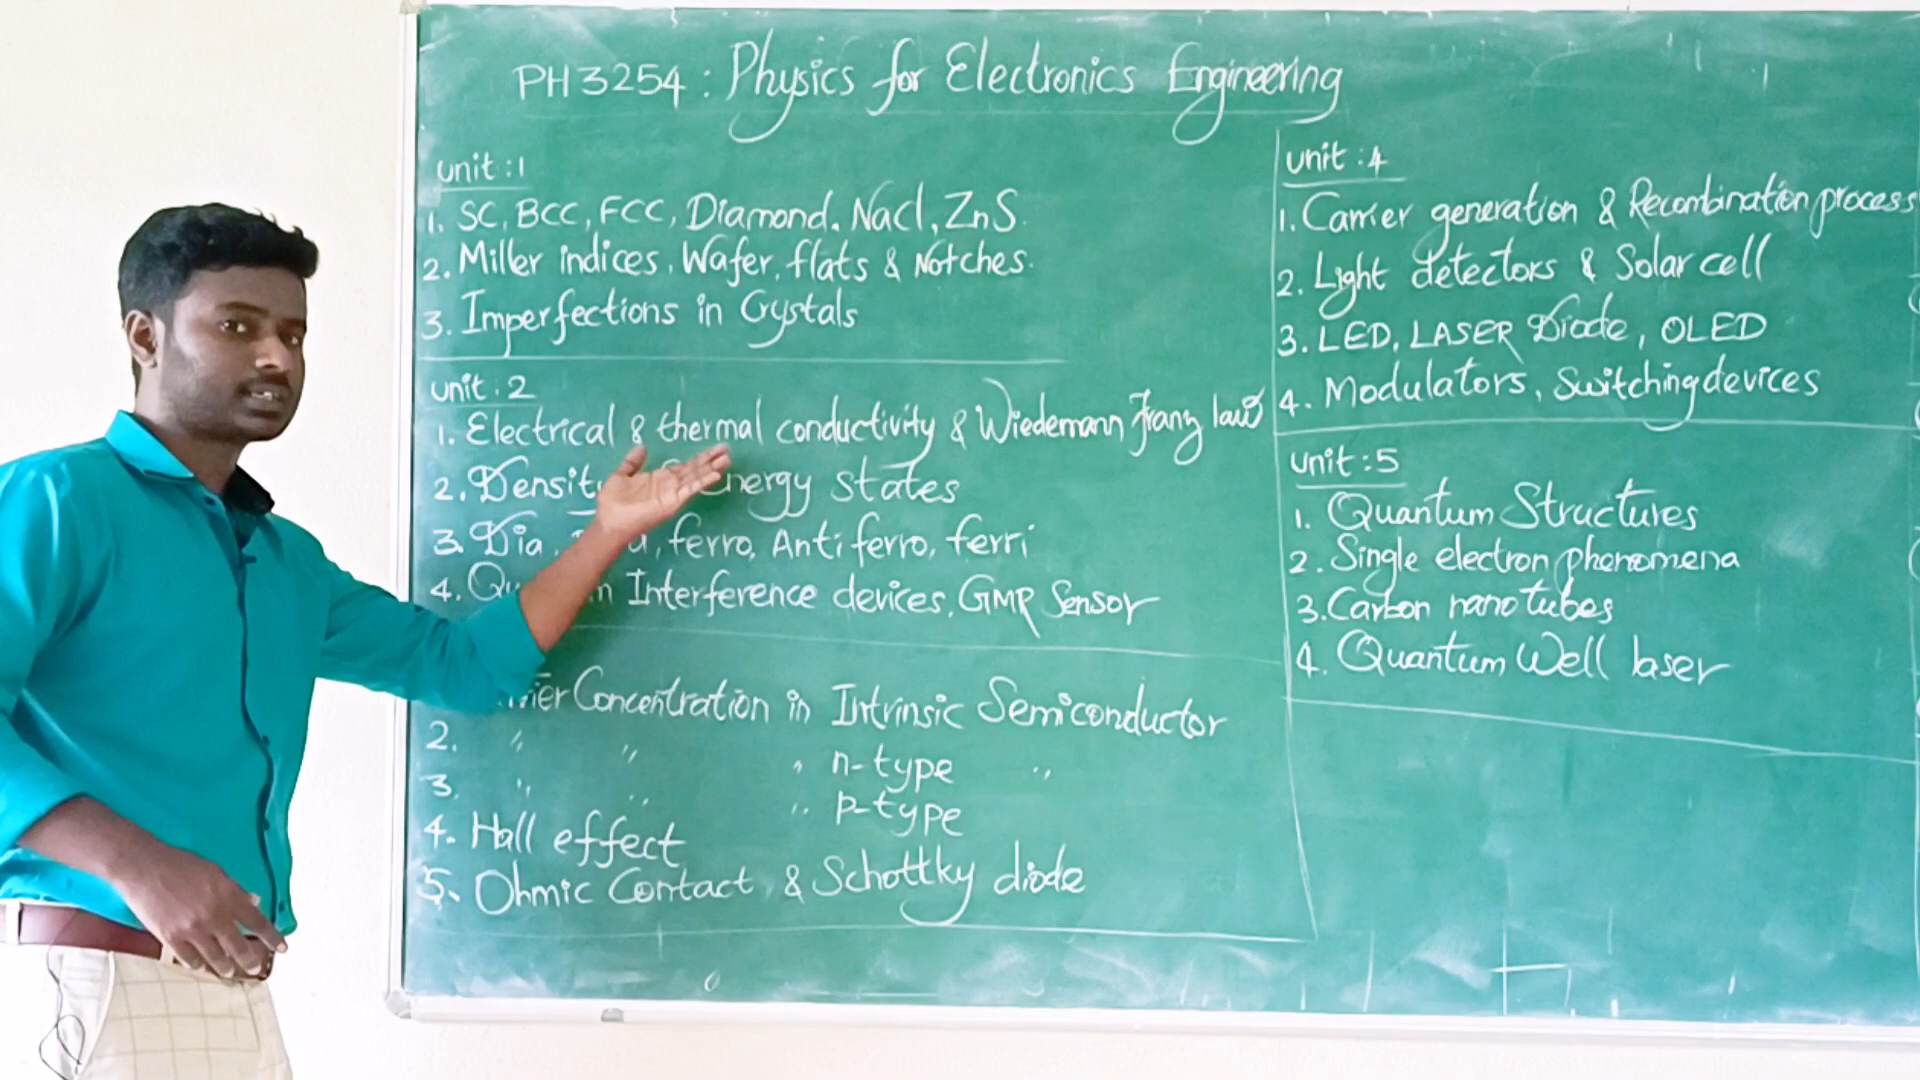 PH3254 : Physics for Electronics Engineering
unit : 1
1. SC, BCC, FCC, Diamond, Nacl, ZnS.
2. Miller indices, Wafer, flats & Notches.
3. Imperfections in Crystals
unit . 2
1. Electrical & thermal conductivity & Wiedemann Franz law
2. Density Energy states
3. Dia, ferro, Anti ferro, ferri
4. Interference devices, GMR Sensor
Concentration in Intrinsic Semiconductor
2. " " " n-type "
3. " " " p-type
4. Hall effect
5. Ohmic Contact & Schottky diode
unit : 4
1. Carrier generation & Recombination process
2. Light detectors & Solar cell
3. LED, LASER Diode, OLED
4. Modulators, Switching devices
unit : 5
1. Quantum Structures
2. Single electron phenomena
3. Carbon nano tubes
4. Quantum Well laser